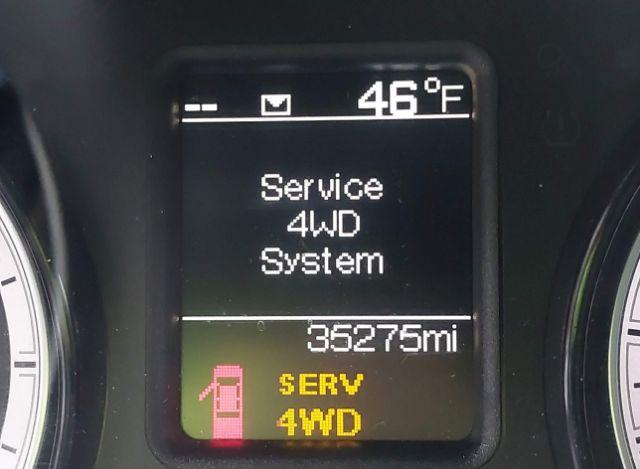 -- 46°F
Service
4WD
System
35275mi
SERV
4WD